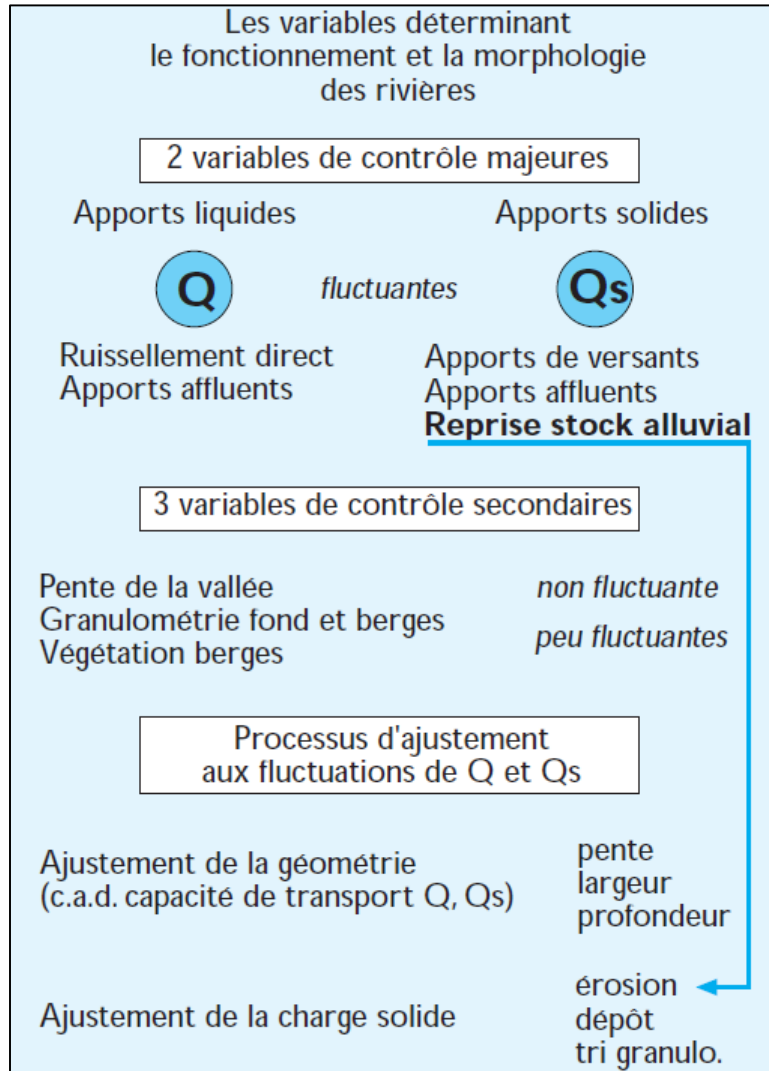 Les variables déterminant
le fonctionnement et la morphologie
des rivières
2 variables de contrôle majeures
Apports liquides
Apports solides
Q
fluctuantes
Qs
Ruissellement direct
Apports affluents
Apports de versants
Apports affluents
Reprise stock alluvial
3 variables de contrôle secondaires
Pente de la vallée
non fluctuante
Granulométrie fond et berges
Végétation berges
peu fluctuantes
Processus d'ajustement
aux fluctuations de Q et Qs
Ajustement de la géométrie
(c.a.d. capacité de transport Q, Qs)
pente
largeur
profondeur
Ajustement de la charge solide
érosion
dépôt
tri granulo.